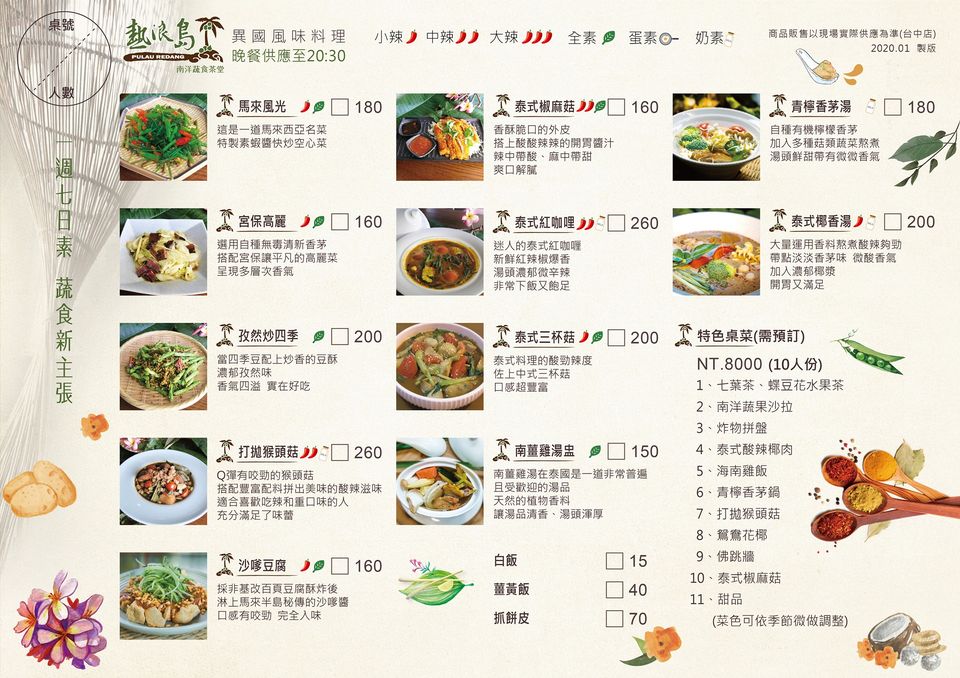 桌號
人數
熱浪島
PULAU REDANG
南洋蔬食茶堂
異國風味料理
晚餐供應至20:30
小辣 中辣 大辣 全素 蛋素 奶素
商品販售以現場實際供應為準(台中店)
2020.01 製版
一週七日素 蔬食新主張
馬來風光 180
這是一道馬來西亞名菜
特製素蝦醬快炒空心菜
宮保高麗 160
選用自種無毒清新香茅
搭配宮保讓平凡的高麗菜
呈現多層次香氣
孜然炒四季 200
當四季豆配上炒香的豆酥
濃郁孜然味
香氣四溢 實在好吃
打拋猴頭菇 260
Q彈有咬勁的猴頭菇
搭配豐富配料拼出美味的酸辣滋味
適合喜歡吃辣和重口味的人
充分滿足了味蕾
沙嗲豆腐 160
採非基改百頁豆腐酥炸後
淋上馬來半島秘傳的沙嗲醬
口感有咬勁 完全入味
泰式椒麻菇 160
香酥脆口的外皮
搭上酸酸辣辣的開胃醬汁
辣中帶酸、麻中帶甜
爽口解膩
泰式紅咖哩 260
迷人的泰式紅咖喱
新鮮紅辣椒爆香
湯頭濃郁微辛辣
非常下飯又飽足
泰式三杯菇 200
泰式料理的酸勁辣度
佐上中式三杯菇
口感超豐富
南薑雞湯盅 150
南薑雞湯在泰國是一道非常普遍
且受歡迎的湯品
天然的植物香料
讓湯品清香、湯頭渾厚
白飯 15
薑黃飯 40
抓餅皮 70
青檸香茅湯 180
自種有機檸檬香茅
加入多種菇類蔬菜熬煮
湯頭鮮甜帶有微微香氣
泰式椰香湯 200
大量運用香料熬煮酸辣夠勁
帶點淡淡香茅味 微酸香氣
加入濃郁椰漿
開胃又滿足
特色桌菜(需預訂)
NT.8000 (10人份)
1、七葉茶、蝶豆花水果茶
2、南洋蔬果沙拉
3、炸物拼盤
4、泰式酸辣椰肉
5、海南雞飯
6、青檸香茅鍋
7、打拋猴頭菇
8、鴛鴦花椰
9、佛跳牆
10、泰式椒麻菇
11、甜品
(菜色可依季節微做調整)